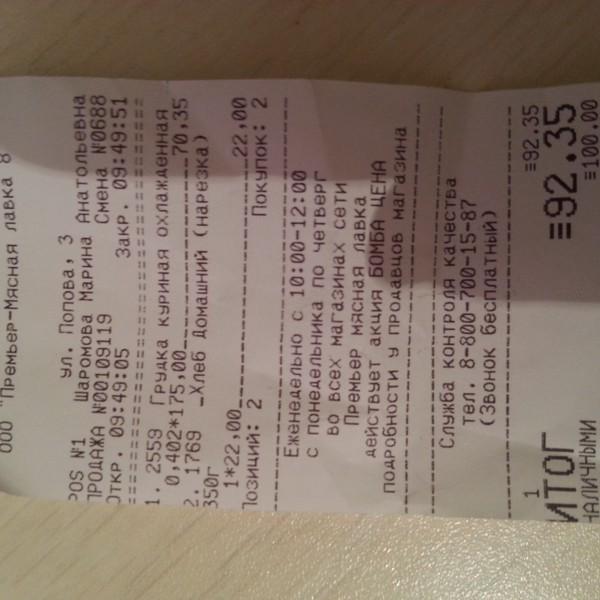 ООО "Премьер-Мясная лавка 8
ул. Попова, 3
POS №1 Шаромова Марина Анатольевна
ПРОДАЖА №00109119 Смена №0688
Откр. 09:49:05 Закр. 09:49:51
1. 2559 Грудка куриная охлажденная
0,402*175,00 70,35
2. 1769 _Хлеб домашний (нарезка)
350г
1*22,00 22,00
Позиций: 2 Покупок: 2
Еженедельно с 10:00-12:00
с понедельника по четверг
во всех магазинах сети
Премьер мясная лавка
действует акция БОМБА ЦЕНА
подробности у продавцов магазина
Служба контроля качества
тел. 8-800-700-15-87
(Звонок бесплатный)
1 ≡92.35
ИТОГ ≡92.35
НАЛИЧНЫМИ ≡100.00